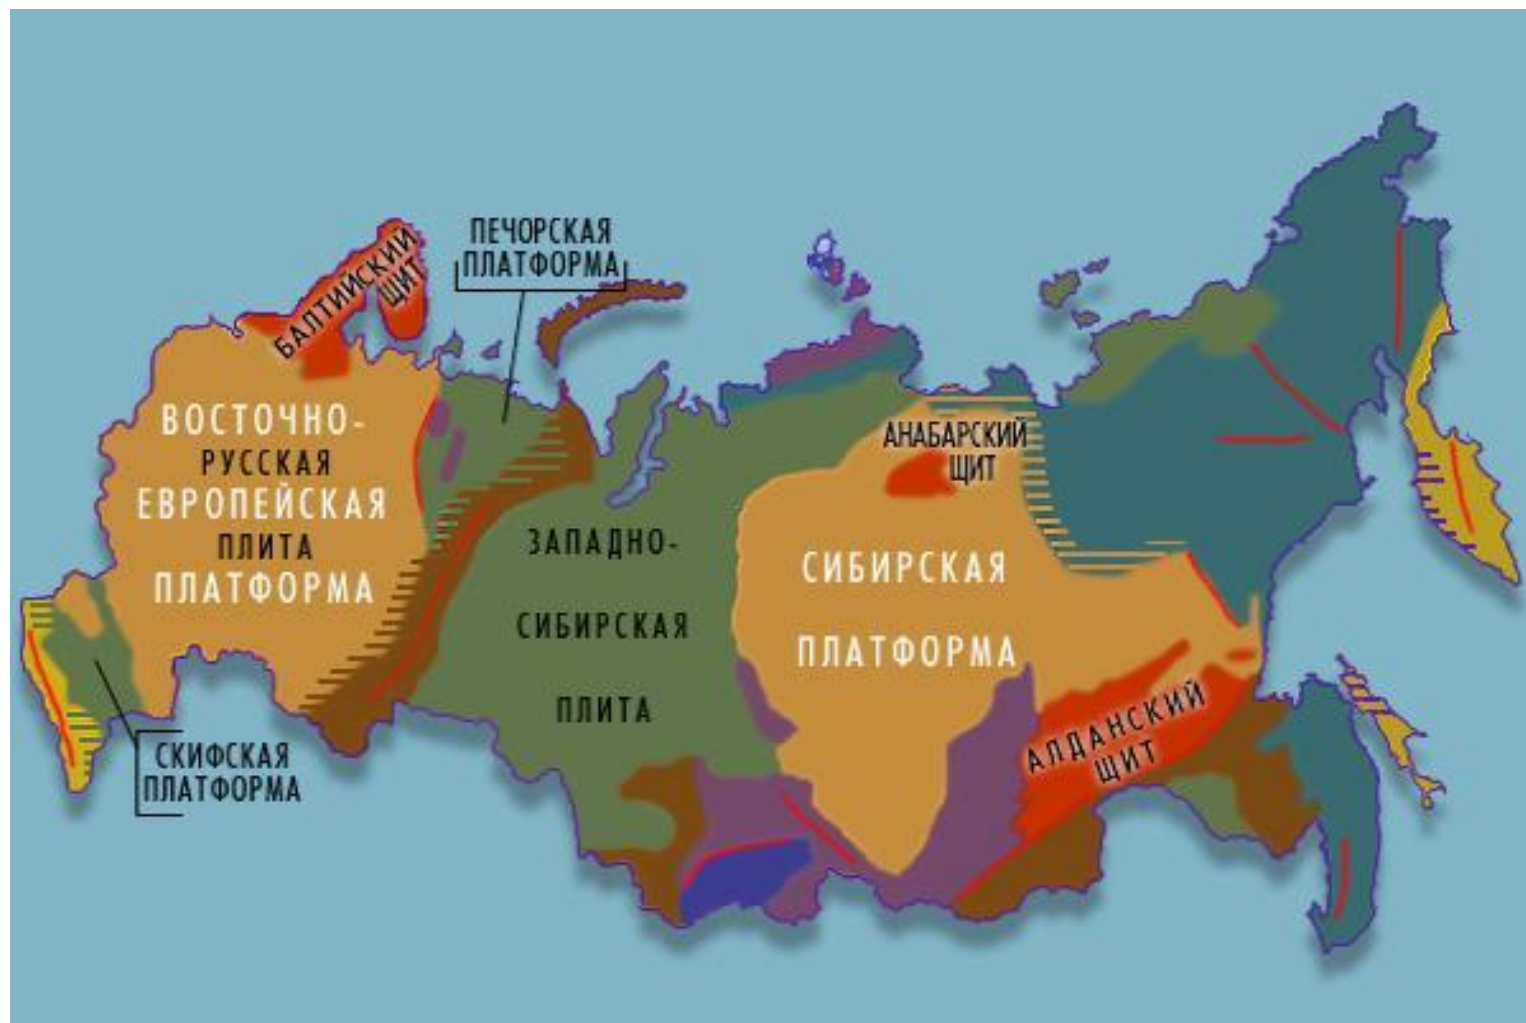 ПЕЧОРСКАЯ
ПЛАТФОРМА
БАЛТИЙСКИЙ
ЩИТ
ВОСТОЧНО-
РУССКАЯ
ЕВРОПЕЙСКАЯ
ПЛИТА
ПЛАТФОРМА
АНАБАРСКИЙ
ЩИТ
ЗАПАДНО-
СИБИРСКАЯ
ПЛИТА
СИБИРСКАЯ
ПЛАТФОРМА
АЛДАНСКИЙ
ЩИТ
СКИФСКАЯ
ПЛАТФОРМА